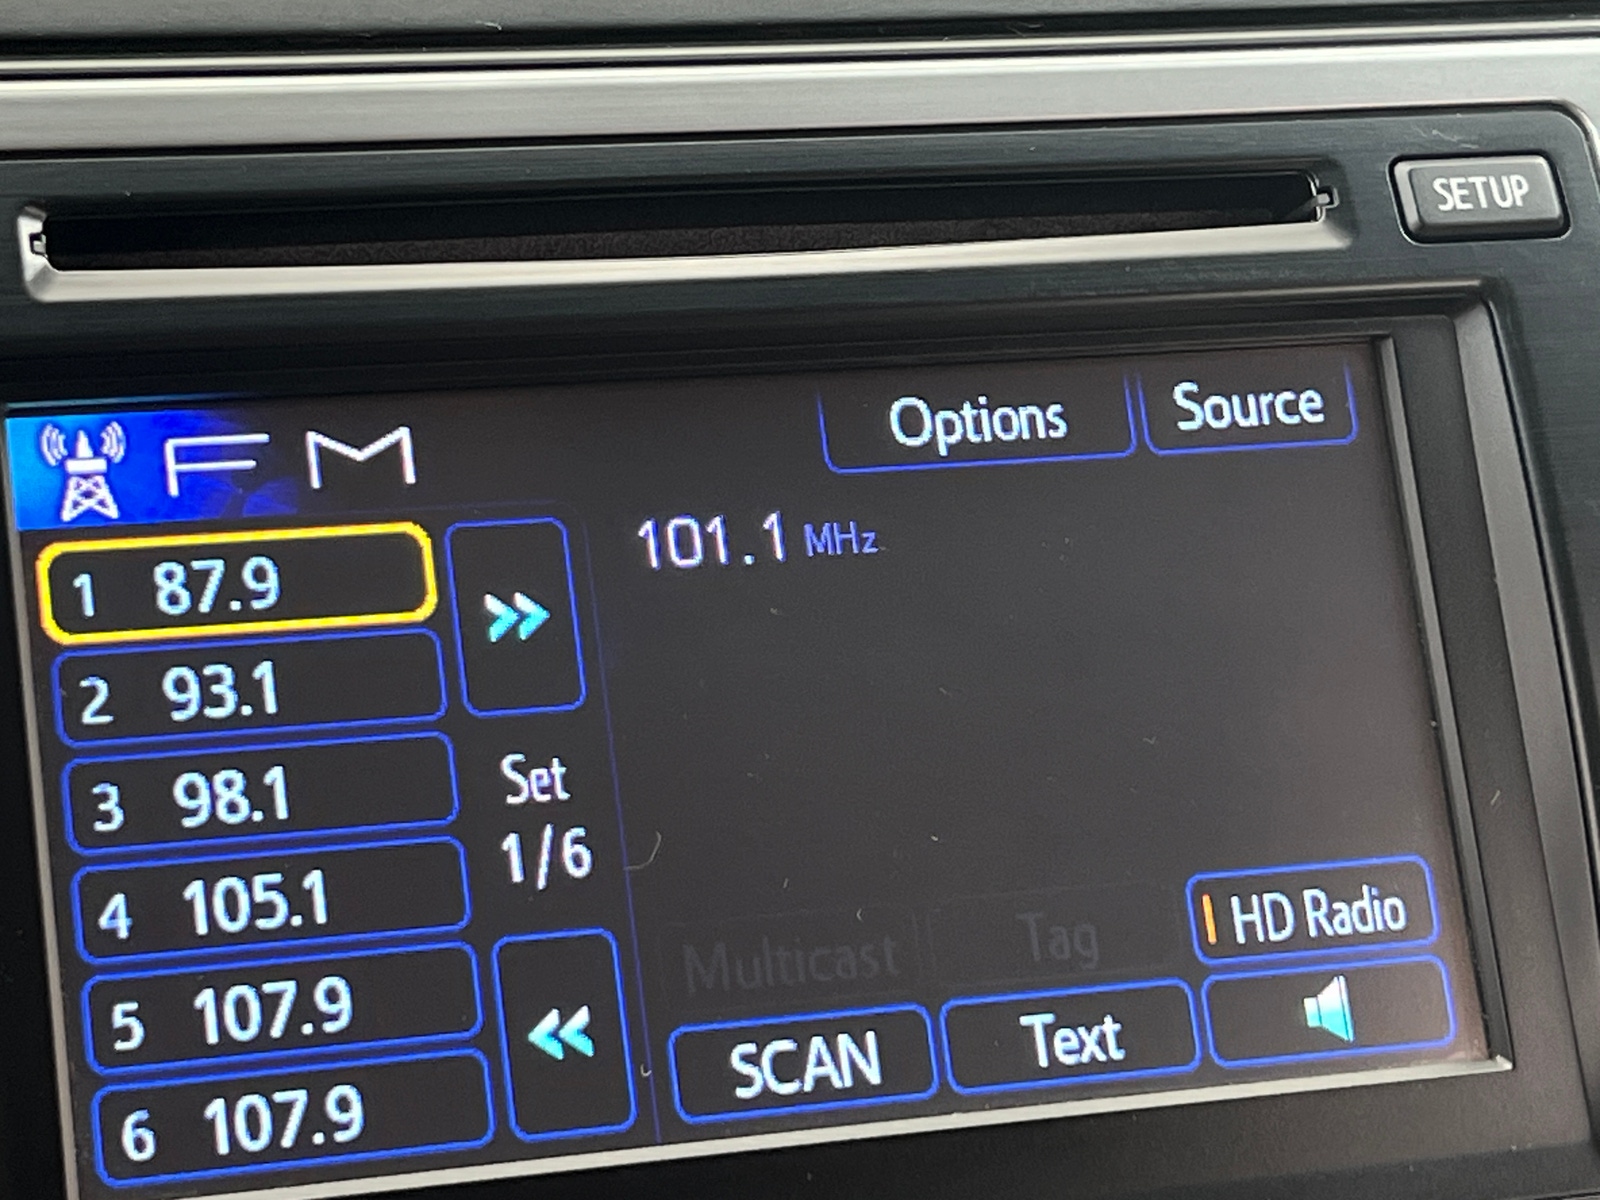 SETUP
FM
Options
Source
1 87.9
2 93.1
3 98.1
4 105.1
5 107.9
6 107.9
Set
1/6
101.1 MHz
Multicast
Tag
HD Radio
SCAN
Text